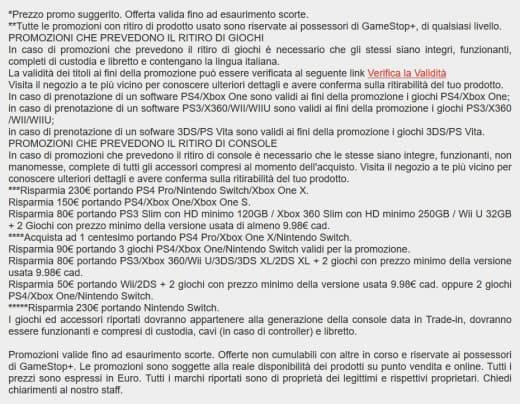 *Prezzo promo suggerito. Offerta valida fino ad esaurimento scorte.
**Tutte le promozioni con ritiro di prodotto usato sono riservate ai possessori di GameStop+, di qualsiasi livello.
PROMOZIONI CHE PREVEDONO IL RITIRO DI GIOCHI
In caso di promozioni che prevedono il ritiro di giochi è necessario che gli stessi siano integri, funzionanti,
completi di custodia e libretto e contengano la lingua italiana.
La validità dei titoli ai fini della promozione può essere verificata al seguente link Verifica la Validità
Visita il negozio a te più vicino per conoscere ulteriori dettagli e avere conferma sulla ritirabilità del tuo prodotto.
In caso di prenotazione di un software PS4/Xbox One sono validi ai fini della promozione i giochi PS4/Xbox One;
in caso di prenotazione di un software PS3/X360/WII/WIIU sono validi ai fini della promozione i giochi PS3/X360
/WII/WIIU;
in caso di prenotazione di un sofware 3DS/PS Vita sono validi ai fini della promozione i giochi 3DS/PS Vita.
PROMOZIONI CHE PREVEDONO IL RITIRO DI CONSOLE
In caso di promozioni che prevedono il ritiro di console è necessario che le stesse siano integre, funzionanti, non
manomesse, complete di tutti gli accessori compresi al momento dell'acquisto. Visita il negozio a te più vicino per
conoscere ulteriori dettagli e avere conferma sulla ritirabilità del tuo prodotto.
***Risparmia 230€ portando PS4 Pro/Nintendo Switch/Xbox One X.
Risparmia 150€ portando PS4/Xbox One/Xbox One S.
Risparmia 80€ portando PS3 Slim con HD minimo 120GB / Xbox 360 Slim con HD minimo 250GB / Wii U 32GB
+ 2 Giochi con prezzo minimo della versione usata di almeno 9.98€ cad.
****Acquista ad 1 centesimo portando PS4 Pro/Xbox One X/Nintendo Switch.
Risparmia 90€ portando 3 giochi PS4/Xbox One/Nintendo Switch validi per la promozione.
Risparmia 80€ portando PS3/Xbox 360/Wii U/3DS/3DS XL/2DS XL + 2 giochi con prezzo minimo della versione
usata 9.98€ cad.
Risparmia 50€ portando Wii/2DS + 2 giochi con prezzo minimo della versione usata 9.98€ cad. oppure 2 giochi
PS4/Xbox One/Nintendo Switch.
*****Risparmia 230€ portando Nintendo Switch.
I giochi ed accessori riportati dovranno appartenere alla generazione della console data in Trade-in, dovranno
essere funzionanti e compresi di custodia, cavi (in caso di controller) e libretto.
Promozioni valide fino ad esaurimento scorte. Offerte non cumulabili con altre in corso e riservate ai possessori
di GameStop+. Le promozioni sono soggette alla reale disponibilità dei prodotti su punto vendita e online. Tutti i
prezzi sono espressi in Euro. Tutti i marchi riportati sono di proprietà dei legittimi e rispettivi proprietari. Chiedi
chiarimenti al nostro staff.